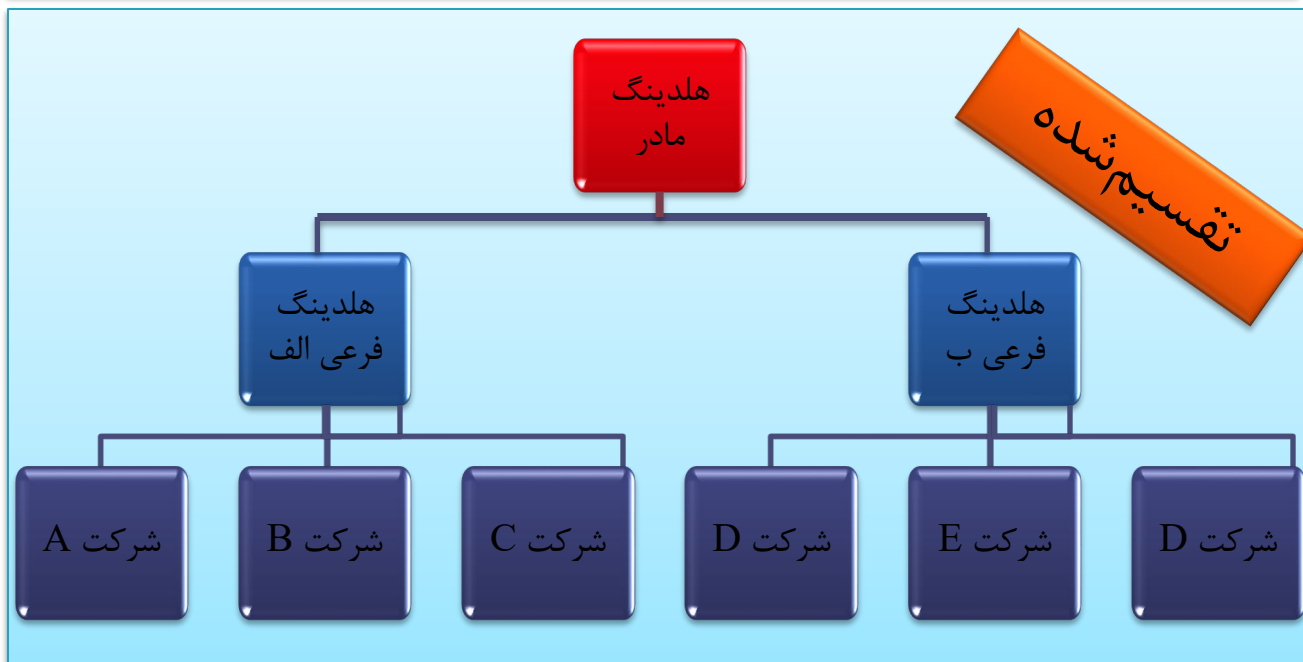 هلدینگ
مادر
تقسیم‌شده
هلدینگ
فرعی الف
هلدینگ
فرعی ب
شرکت A
شرکت B
شرکت C
شرکت D
شرکت E
شرکت D